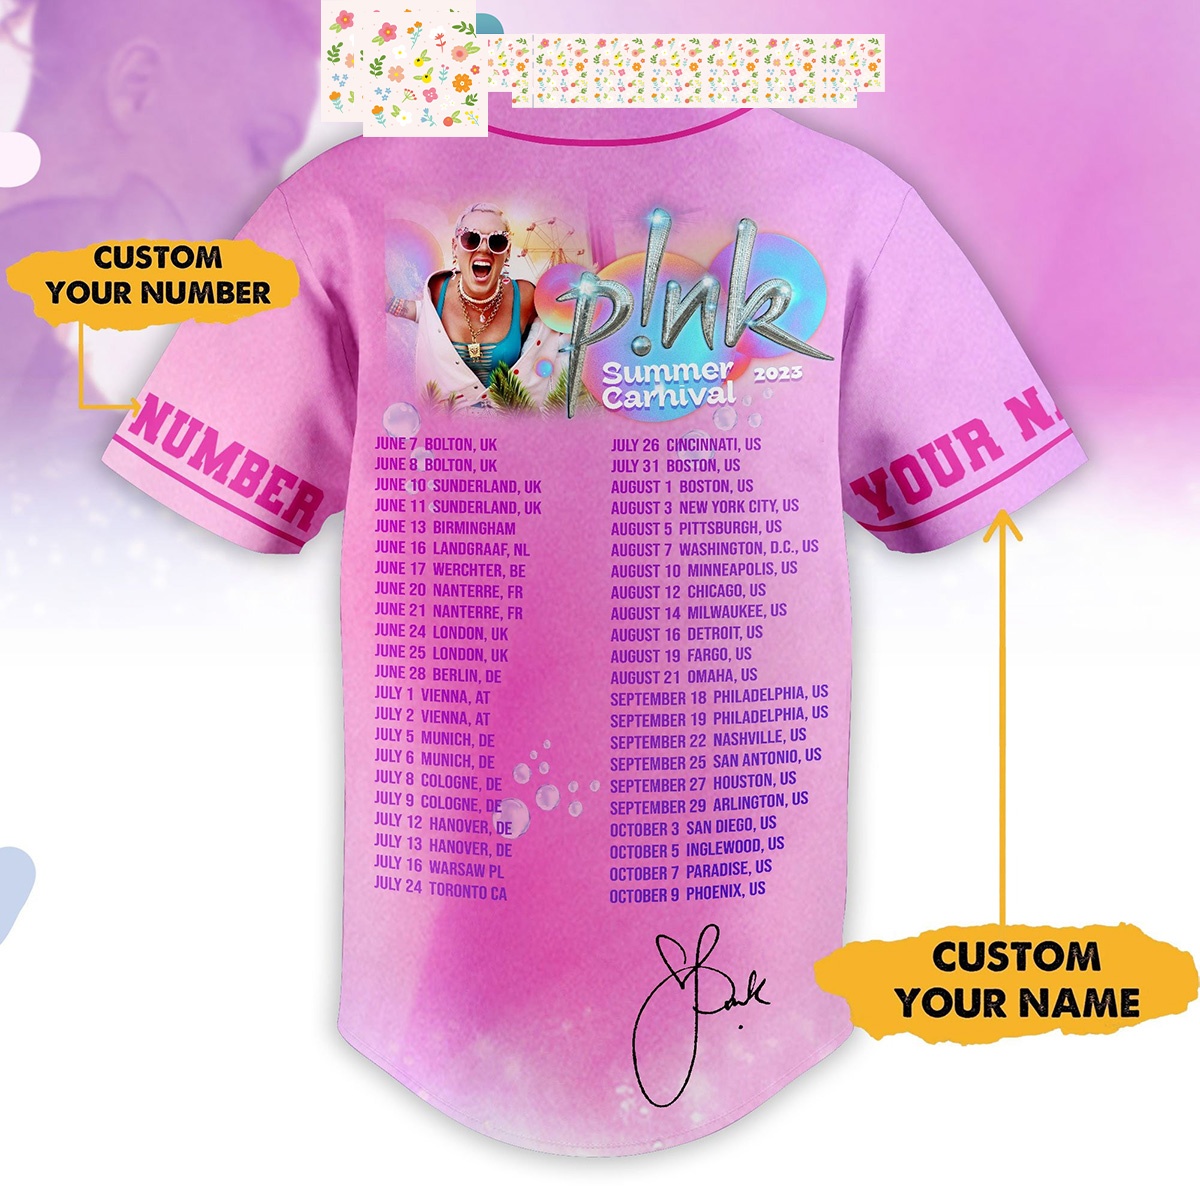 CUSTOM
YOUR NUMBER
p!nk
Summer
Carnival
2023
NUMBER
YOUR N
JUNE 7 BOLTON, UK
JUNE 8 BOLTON, UK
JUNE 10 SUNDERLAND, UK
JUNE 11 SUNDERLAND, UK
JUNE 13 BIRMINGHAM
JUNE 16 LANDGRAAF, NL
JUNE 17 WERCHTER, BE
JUNE 20 NANTERRE, FR
JUNE 21 NANTERRE, FR
JUNE 24 LONDON, UK
JUNE 25 LONDON, UK
JUNE 28 BERLIN, DE
JULY 1 VIENNA, AT
JULY 2 VIENNA, AT
JULY 5 MUNICH, DE
JULY 6 MUNICH, DE
JULY 8 COLOGNE, DE
JULY 9 COLOGNE, DE
JULY 12 HANOVER, DE
JULY 13 HANOVER, DE
JULY 16 WARSAW PL
JULY 24 TORONTO CA
JULY 26 CINCINNATI, US
JULY 31 BOSTON, US
AUGUST 1 BOSTON, US
AUGUST 3 NEW YORK CITY, US
AUGUST 5 PITTSBURGH, US
AUGUST 7 WASHINGTON, D.C., US
AUGUST 10 MINNEAPOLIS, US
AUGUST 12 CHICAGO, US
AUGUST 14 MILWAUKEE, US
AUGUST 16 DETROIT, US
AUGUST 19 FARGO, US
AUGUST 21 OMAHA, US
SEPTEMBER 18 PHILADELPHIA, US
SEPTEMBER 19 PHILADELPHIA, US
SEPTEMBER 22 NASHVILLE, US
SEPTEMBER 25 SAN ANTONIO, US
SEPTEMBER 27 HOUSTON, US
SEPTEMBER 29 ARLINGTON, US
OCTOBER 3 SAN DIEGO, US
OCTOBER 5 INGLEWOOD, US
OCTOBER 7 PARADISE, US
OCTOBER 9 PHOENIX, US
P!nk
CUSTOM
YOUR NAME